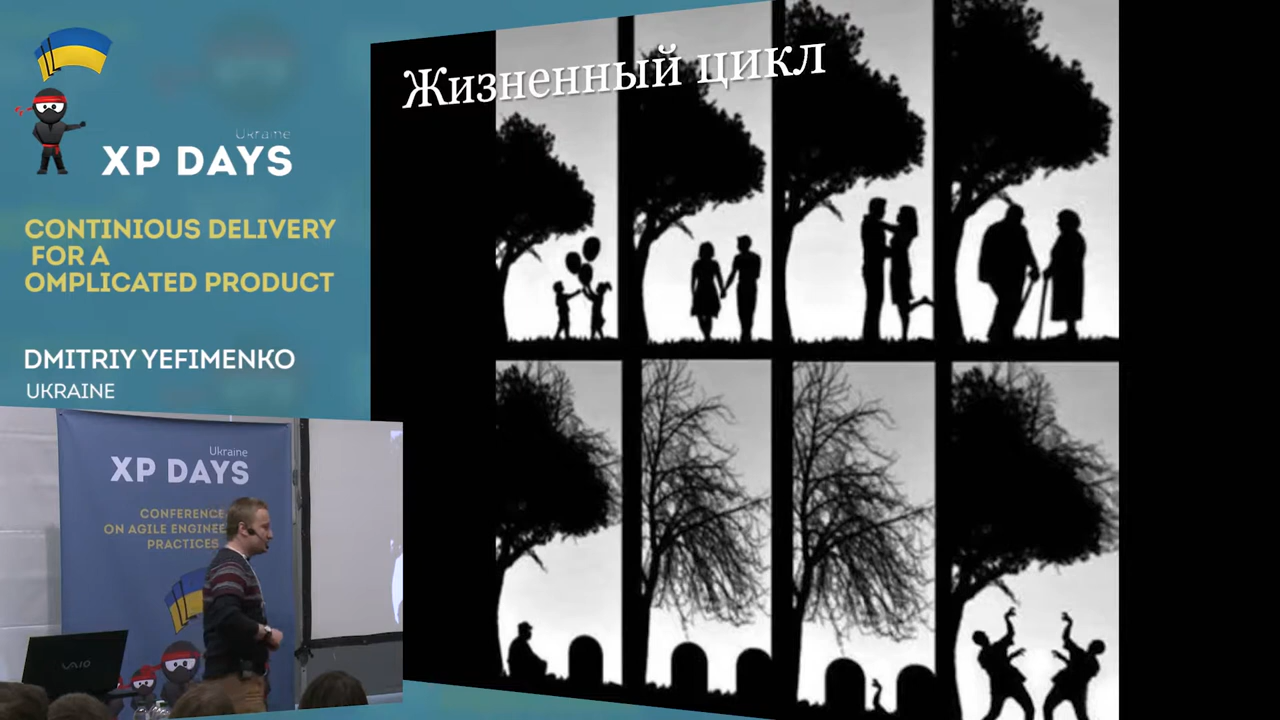 Ukraine
XP DAYS
CONTINIOUS DELIVERY
FOR A
OMPLICATED PRODUCT
DMITRIY YEFIMENKO
UKRAINE
Жизненный цикл
Ukraine
XP DAYS
CONFERENCE
ON AGILE ENGINEE
PRACTICES
VAIO